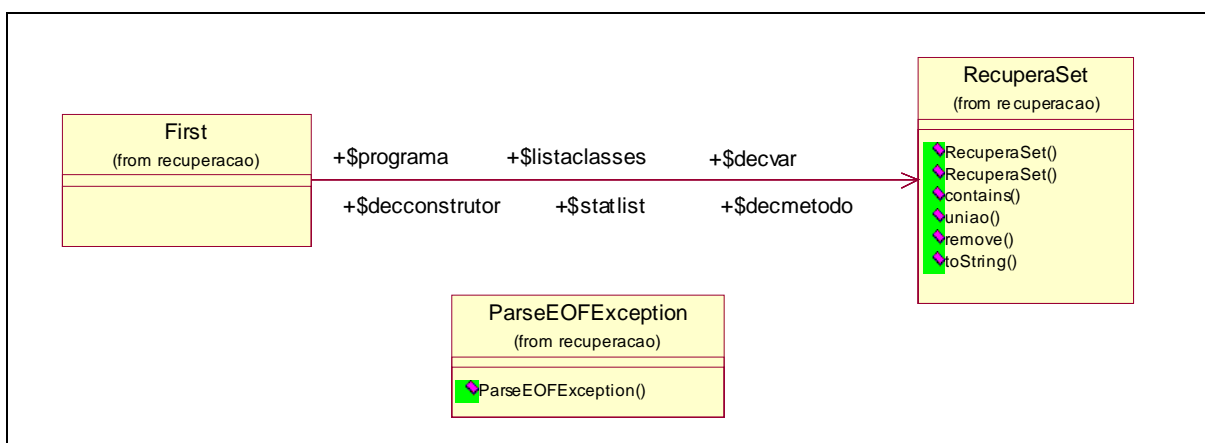 First
(from recuperacao)
+$programa +$listaclasses +$decvar
+$decconstrutor +$statlist +$decmetodo
RecuperaSet
(from recuperacao)
RecuperaSet()
RecuperaSet()
contains()
uniao()
remove()
toString()
ParseEOFException
(from recuperacao)
ParseEOFException()